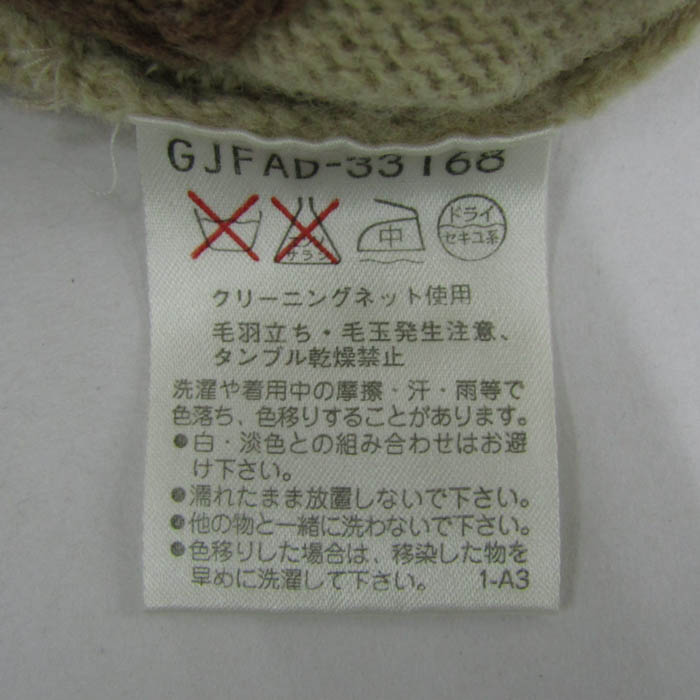 GJFAD-33168
サラシ 中 ドライ
セキユ系
クリーニングネット使用
毛羽立ち・毛玉発生注意、
タンブル乾燥禁止
洗濯や着用中の摩擦・汗・雨等で
色落ち、色移りすることがあります。
●白・淡色との組み合わせはお避
け下さい。
●濡れたまま放置しないで下さい。
●他の物と一緒に洗わないで下さい。
●色移りした場合は、移染した物を
早めに洗濯して下さい。 1-A3